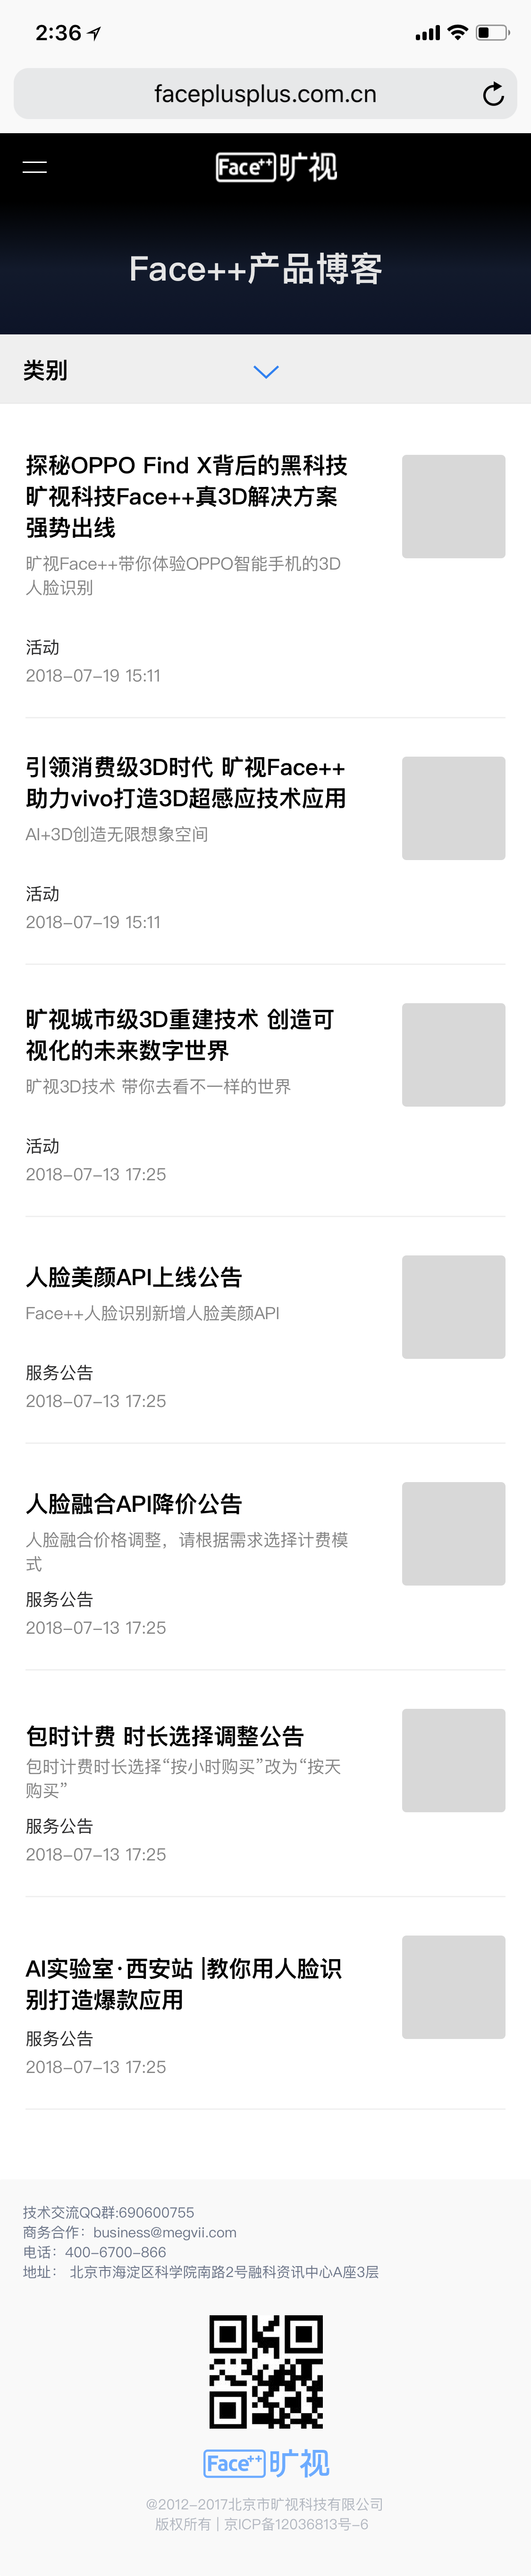 2:36
faceplusplus.com.cn
Face++旷视
Face++产品博客
类别
探秘OPPO Find X背后的黑科技
旷视科技Face++真3D解决方案
强势出线
旷视Face++带你体验OPPO智能手机的3D
人脸识别
活动
2018-07-19 15:11
引领消费级3D时代 旷视Face++
助力vivo打造3D超感应技术应用
AI+3D创造无限想象空间
活动
2018-07-19 15:11
旷视城市级3D重建技术 创造可
视化的未来数字世界
旷视3D技术 带你去看不一样的世界
活动
2018-07-13 17:25
人脸美颜API上线公告
Face++人脸识别新增人脸美颜API
服务公告
2018-07-13 17:25
人脸融合API降价公告
人脸融合价格调整，请根据需求选择计费模
式
服务公告
2018-07-13 17:25
包时计费 时长选择调整公告
包时计费时长选择“按小时购买”改为“按天
购买”
服务公告
2018-07-13 17:25
AI实验室·西安站 |教你用人脸识
别打造爆款应用
服务公告
2018-07-13 17:25
技术交流QQ群:690600755
商务合作：business@megvii.com
电话：400-6700-866
地址： 北京市海淀区科学院南路2号融科资讯中心A座3层
Face++旷视
@2012-2017北京市旷视科技有限公司
版权所有 | 京ICP备12036813号-6